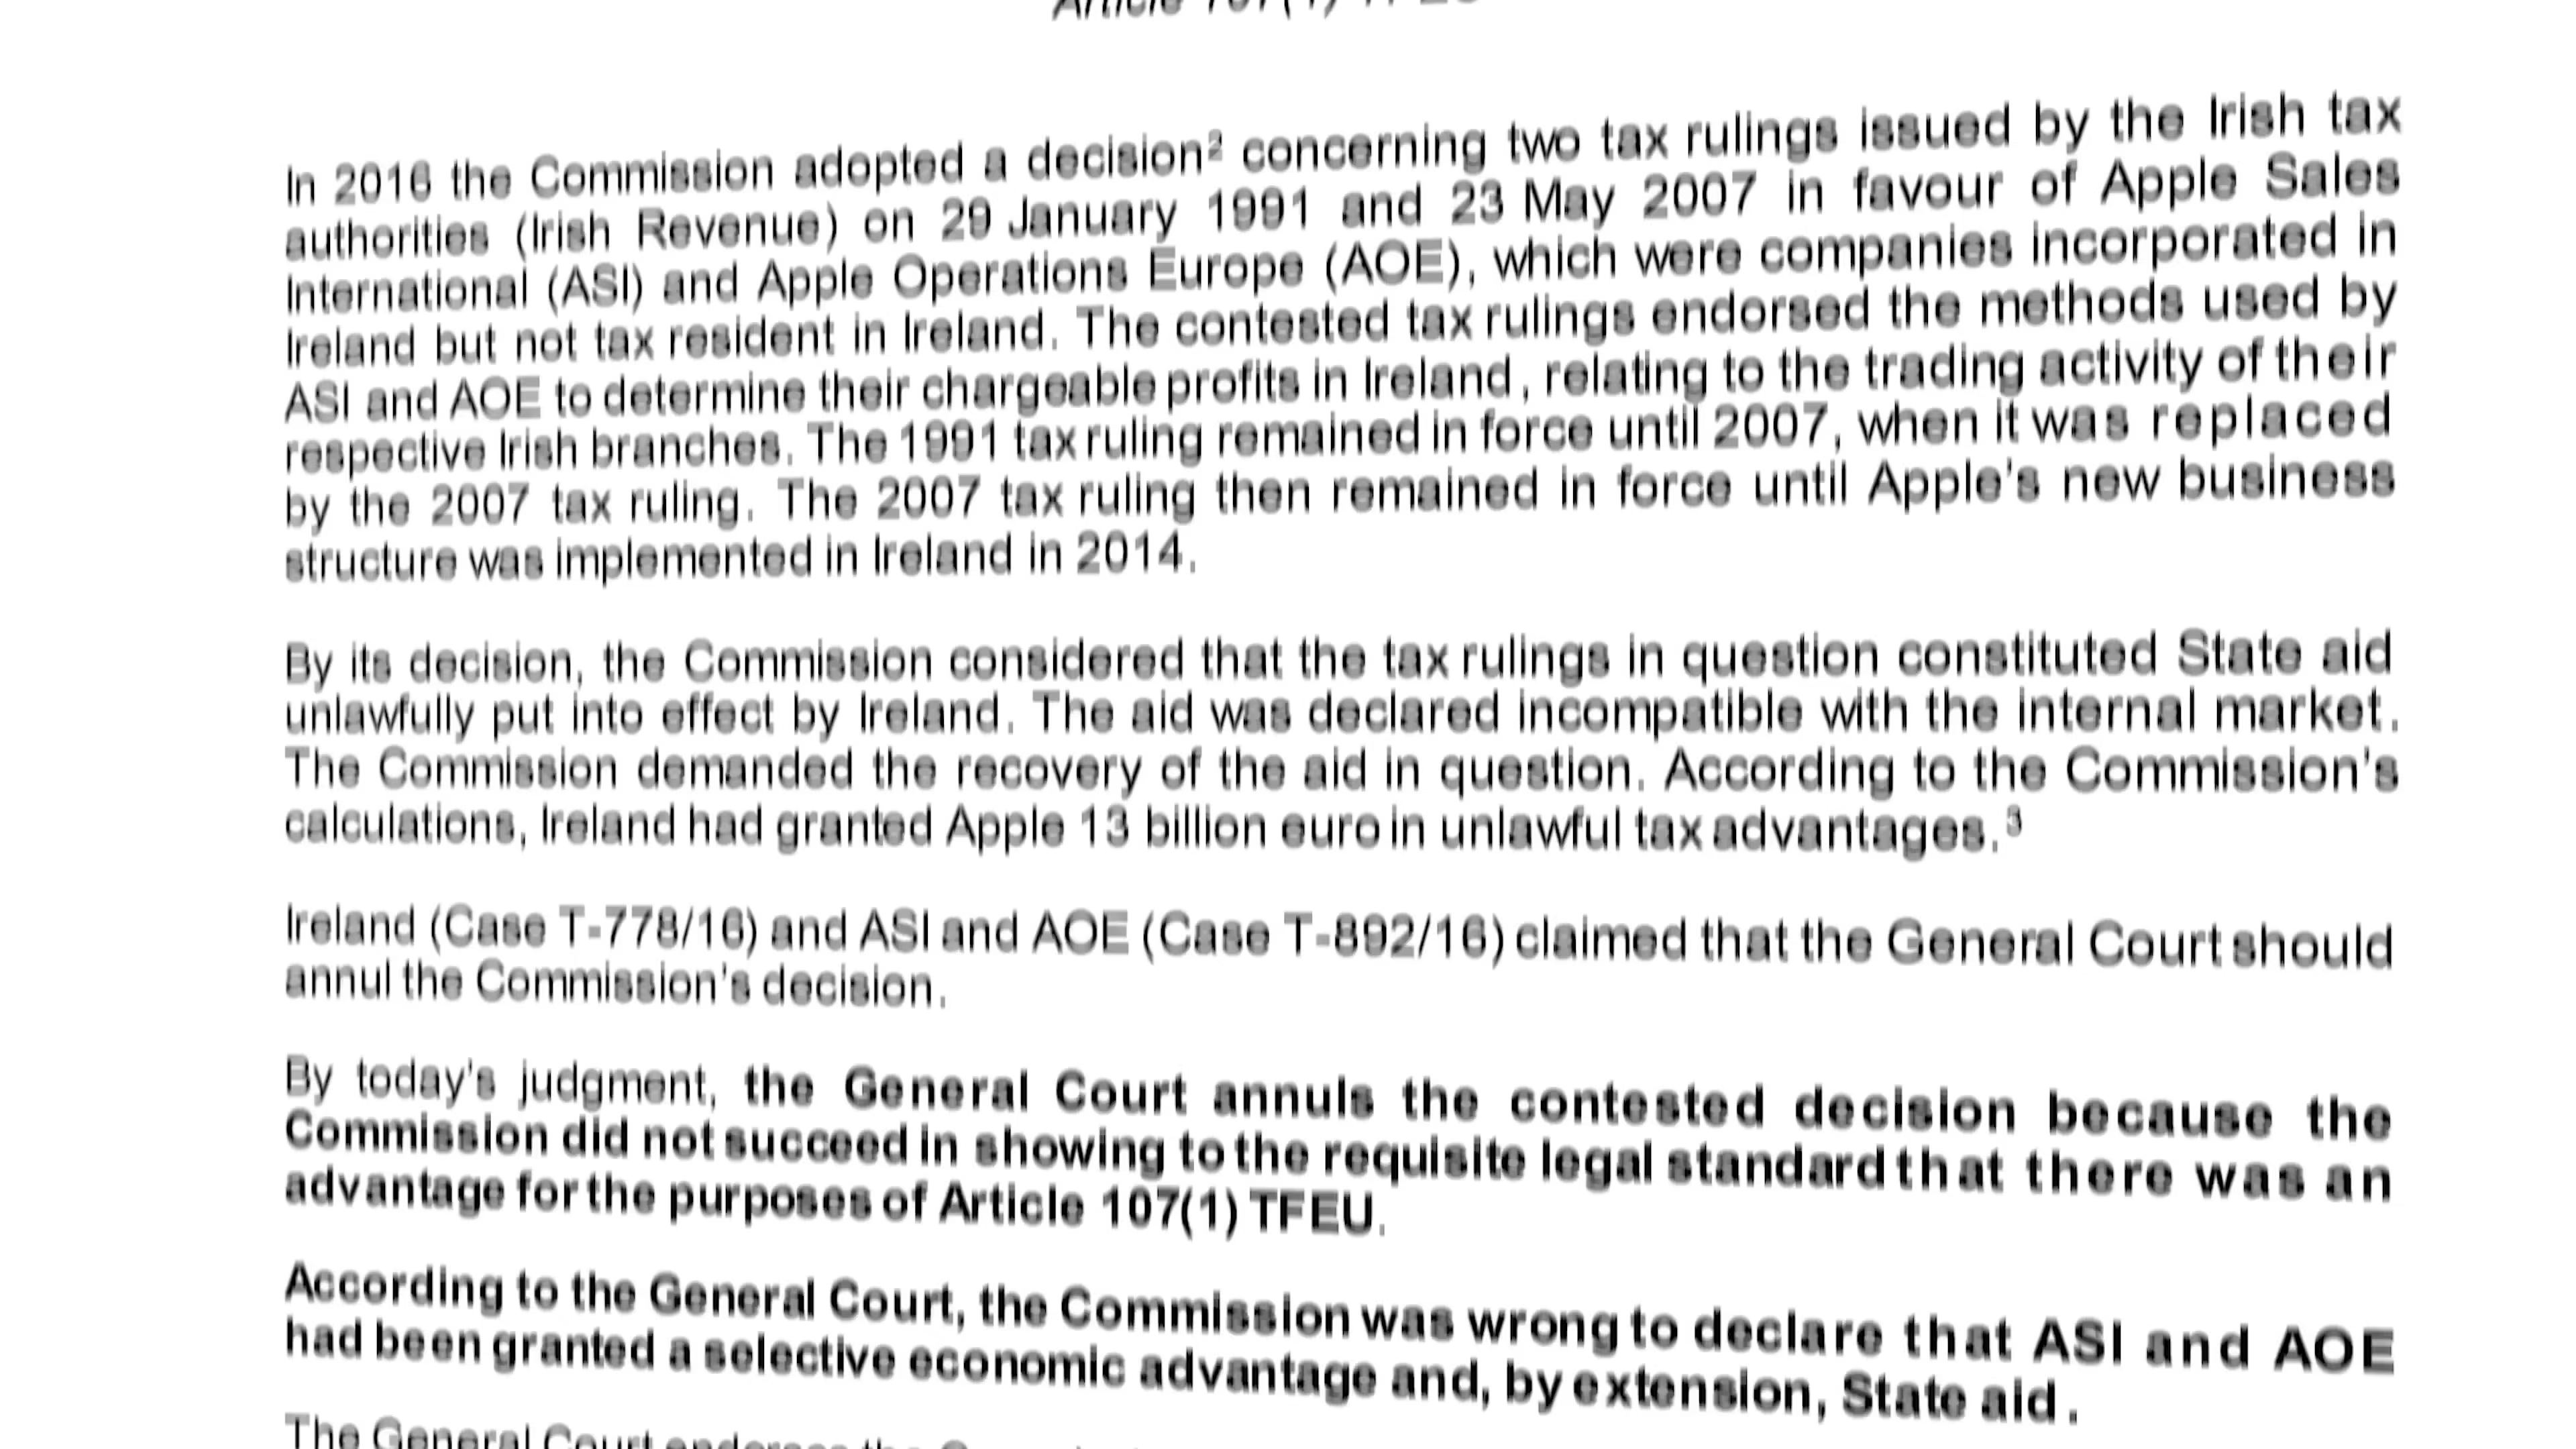 Article 107(1) TFEU
In 2016 the Commission adopted a decision² concerning two tax rulings issued by the Irish tax
authorities (Irish Revenue) on 29 January 1991 and 23 May 2007 in favour of Apple Sales
International (ASI) and Apple Operations Europe (AOE), which were companies incorporated in
Ireland but not tax resident in Ireland. The contested tax rulings endorsed the methods used by
ASI and AOE to determine their chargeable profits in Ireland, relating to the trading activity of their
respective Irish branches. The 1991 tax ruling remained in force until 2007, when it was replaced
by the 2007 tax ruling. The 2007 tax ruling then remained in force until Apple's new business
structure was implemented in Ireland in 2014.
By its decision, the Commission considered that the tax rulings in question constituted State aid
unlawfully put into effect by Ireland. The aid was declared incompatible with the internal market.
The Commission demanded the recovery of the aid in question. According to the Commission's
calculations, Ireland had granted Apple 13 billion euro in unlawful tax advantages.³
Ireland (Case T-778/16) and ASI and AOE (Case T-892/16) claimed that the General Court should
annul the Commission's decision.
By today's judgment, the General Court annuls the contested decision because the
Commission did not succeed in showing to the requisite legal standard that there was an
advantage for the purposes of Article 107(1) TFEU.
According to the General Court, the Commission was wrong to declare that ASI and AOE
had been granted a selective economic advantage and, by extension, State aid.
The General Court endorses the